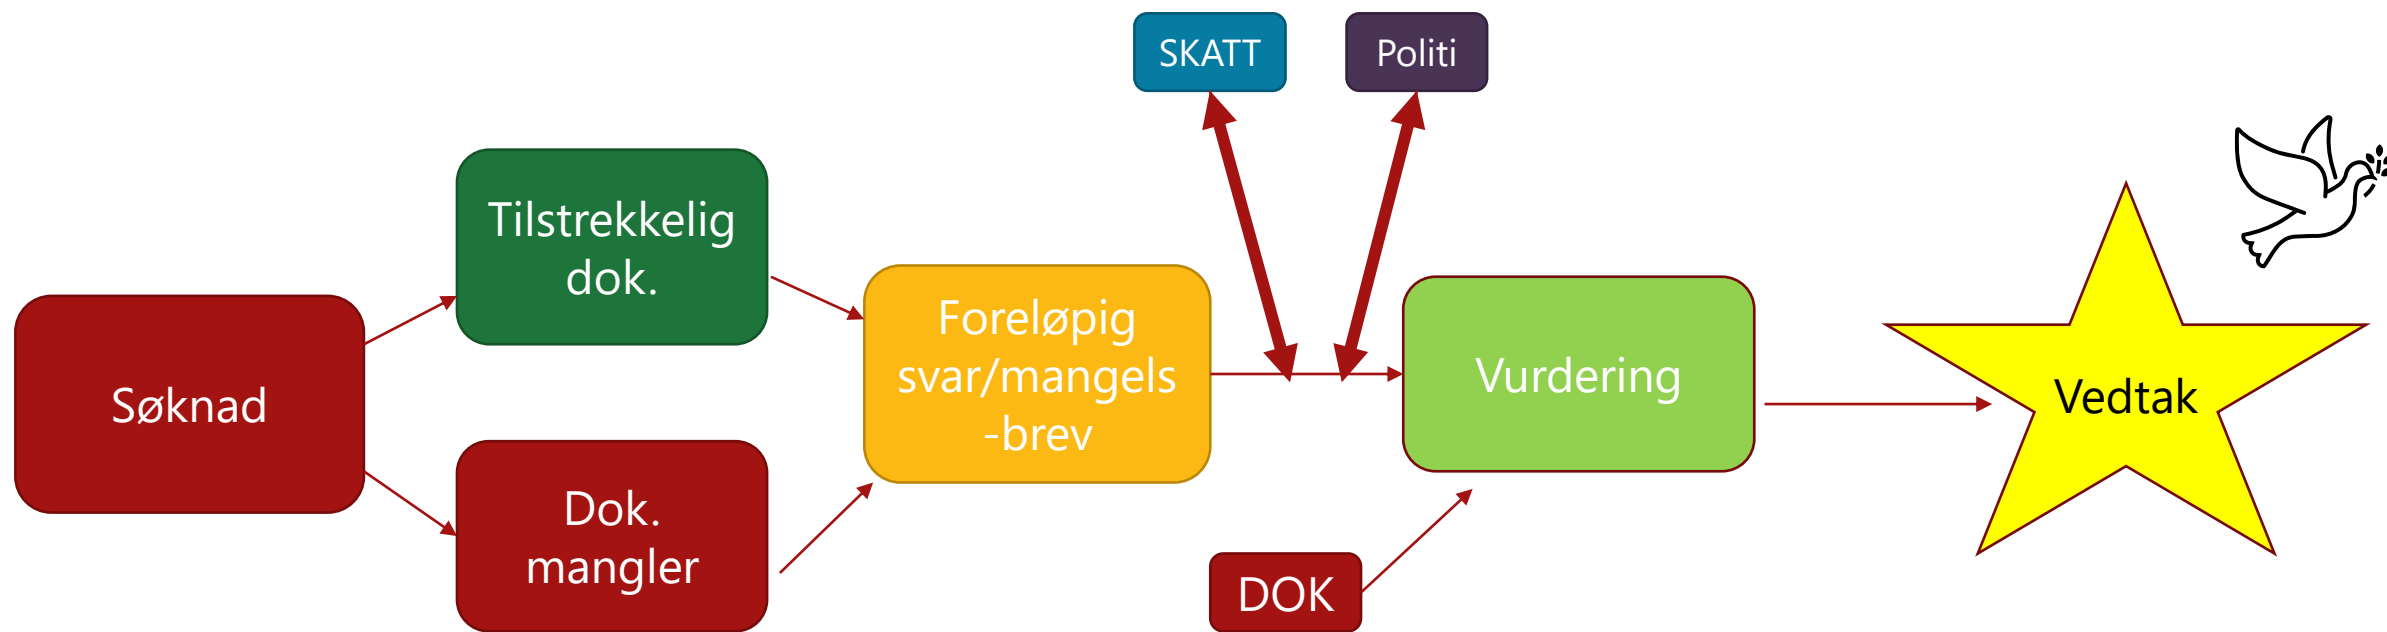 SKATT
Politi
Tilstrekkelig
dok.
Søknad
Dok.
mangler
Foreløpig
svar/mangels
-brev
Vurdering
DOK
Vedtak